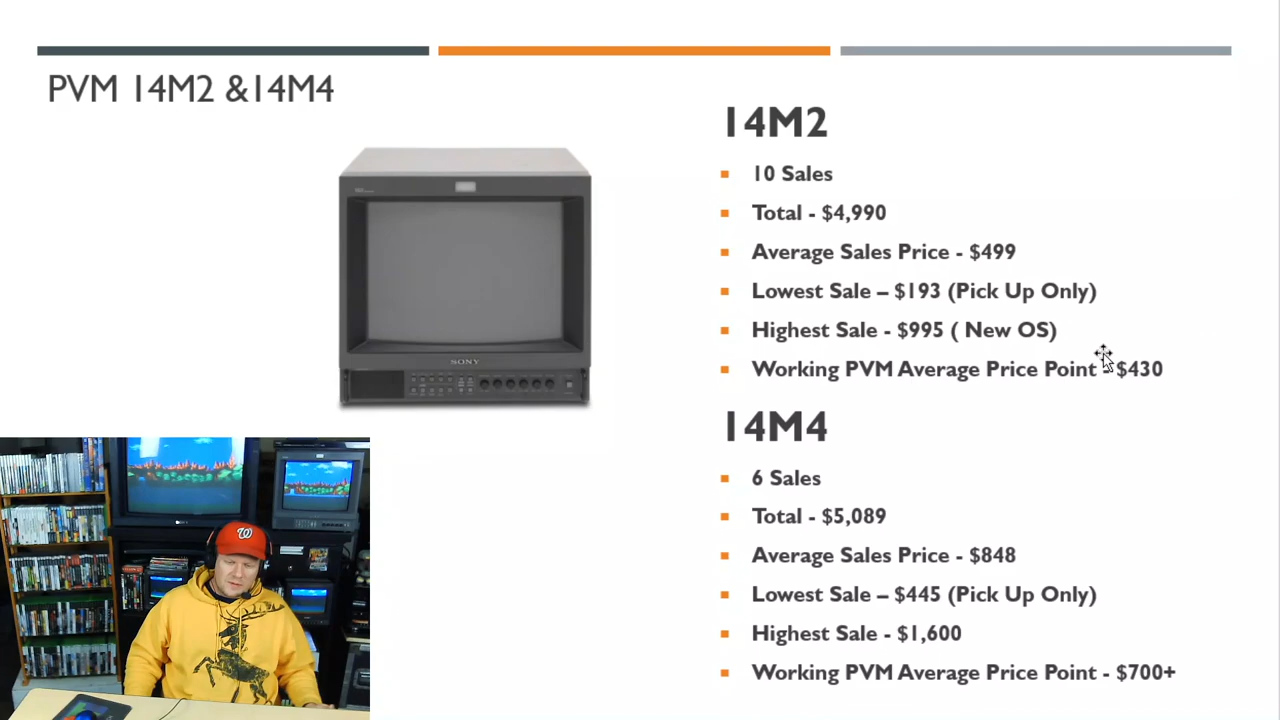 PVM 14M2 &14M4
14M2
10 Sales
Total - $4,990
Average Sales Price - $499
Lowest Sale – $193 (Pick Up Only)
Highest Sale - $995 ( New OS)
Working PVM Average Price Point - $430
14M4
6 Sales
Total - $5,089
Average Sales Price - $848
Lowest Sale – $445 (Pick Up Only)
Highest Sale - $1,600
Working PVM Average Price Point - $700+
SONY
W